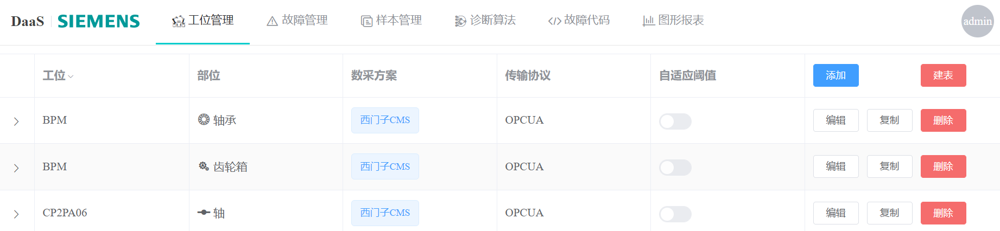 DaaS SIEMENS 工位管理 故障管理 样本管理 诊断算法 故障代码 图形报表 admin
工位 部位 数采方案 传输协议 自适应阈值 添加 建表
BPM 轴承 西门子CMS OPCUA 编辑 复制 删除
BPM 齿轮箱 西门子CMS OPCUA 编辑 复制 删除
CP2PA06 轴 西门子CMS OPCUA 编辑 复制 删除